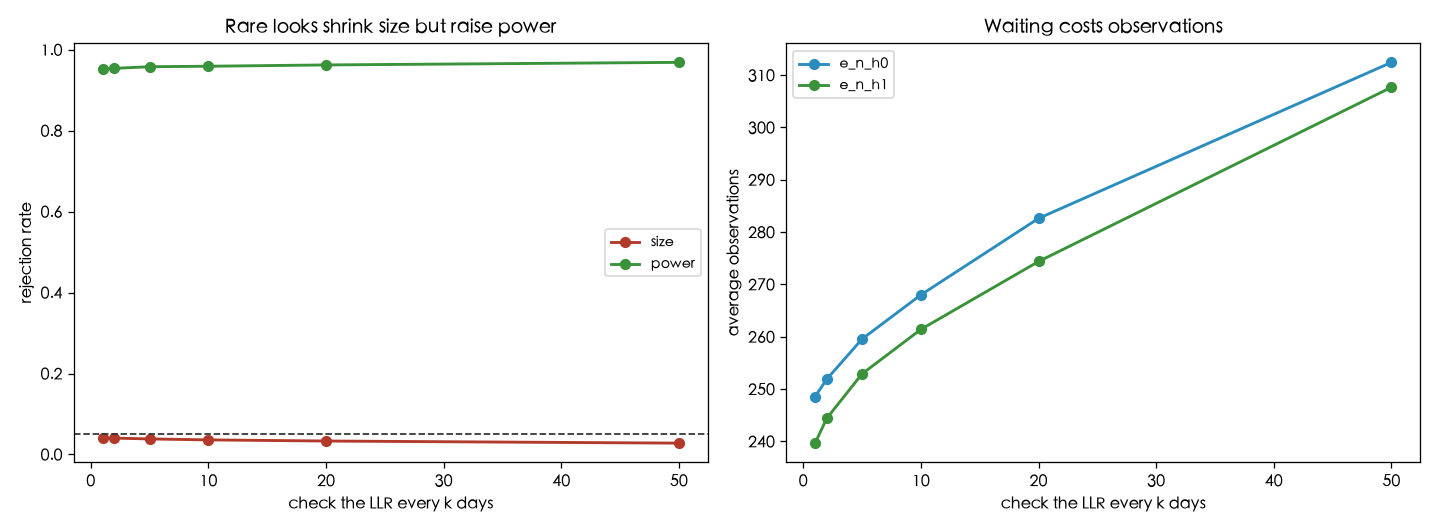 Rare looks shrink size but raise power
rejection rate
1.0
0.8
0.6
0.4
0.2
0.0
size
power
0
10
20
30
40
50
check the LLR every k days
Waiting costs observations
average observations
310
300
290
280
270
260
250
240
e_n_h0
e_n_h1
0
10
20
30
40
50
check the LLR every k days